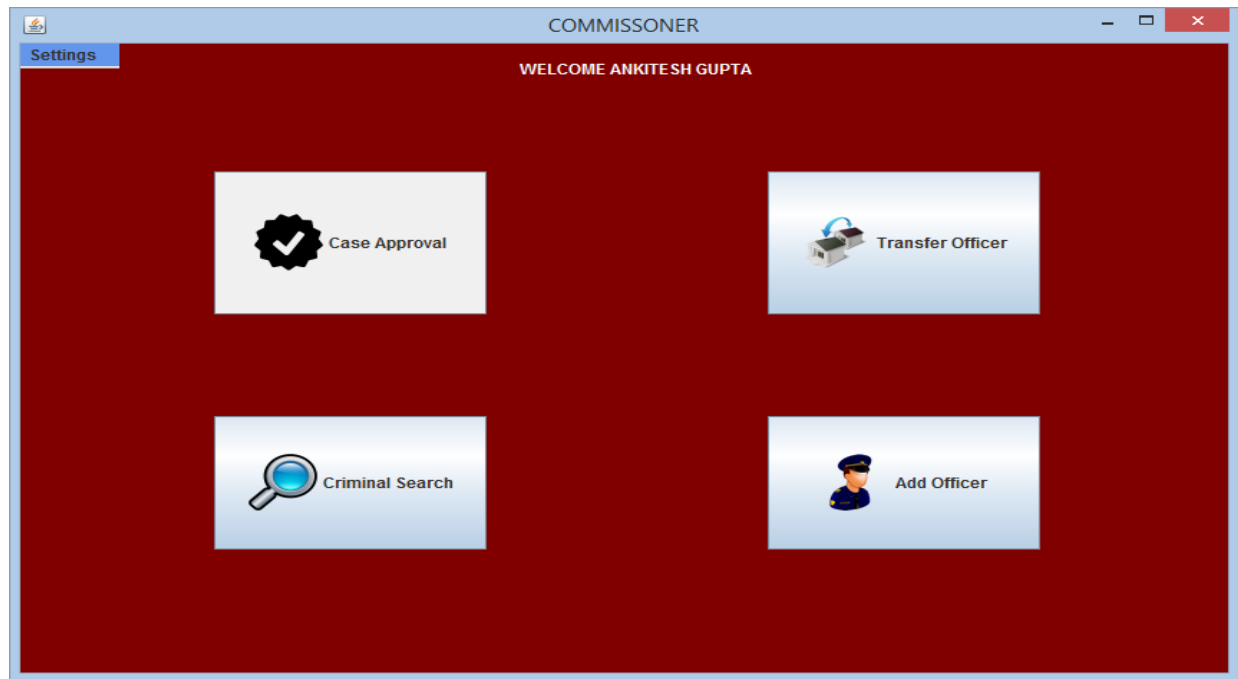 COMMISSONER
Settings
WELCOME ANKITESH GUPTA
Case Approval
Transfer Officer
Criminal Search
Add Officer